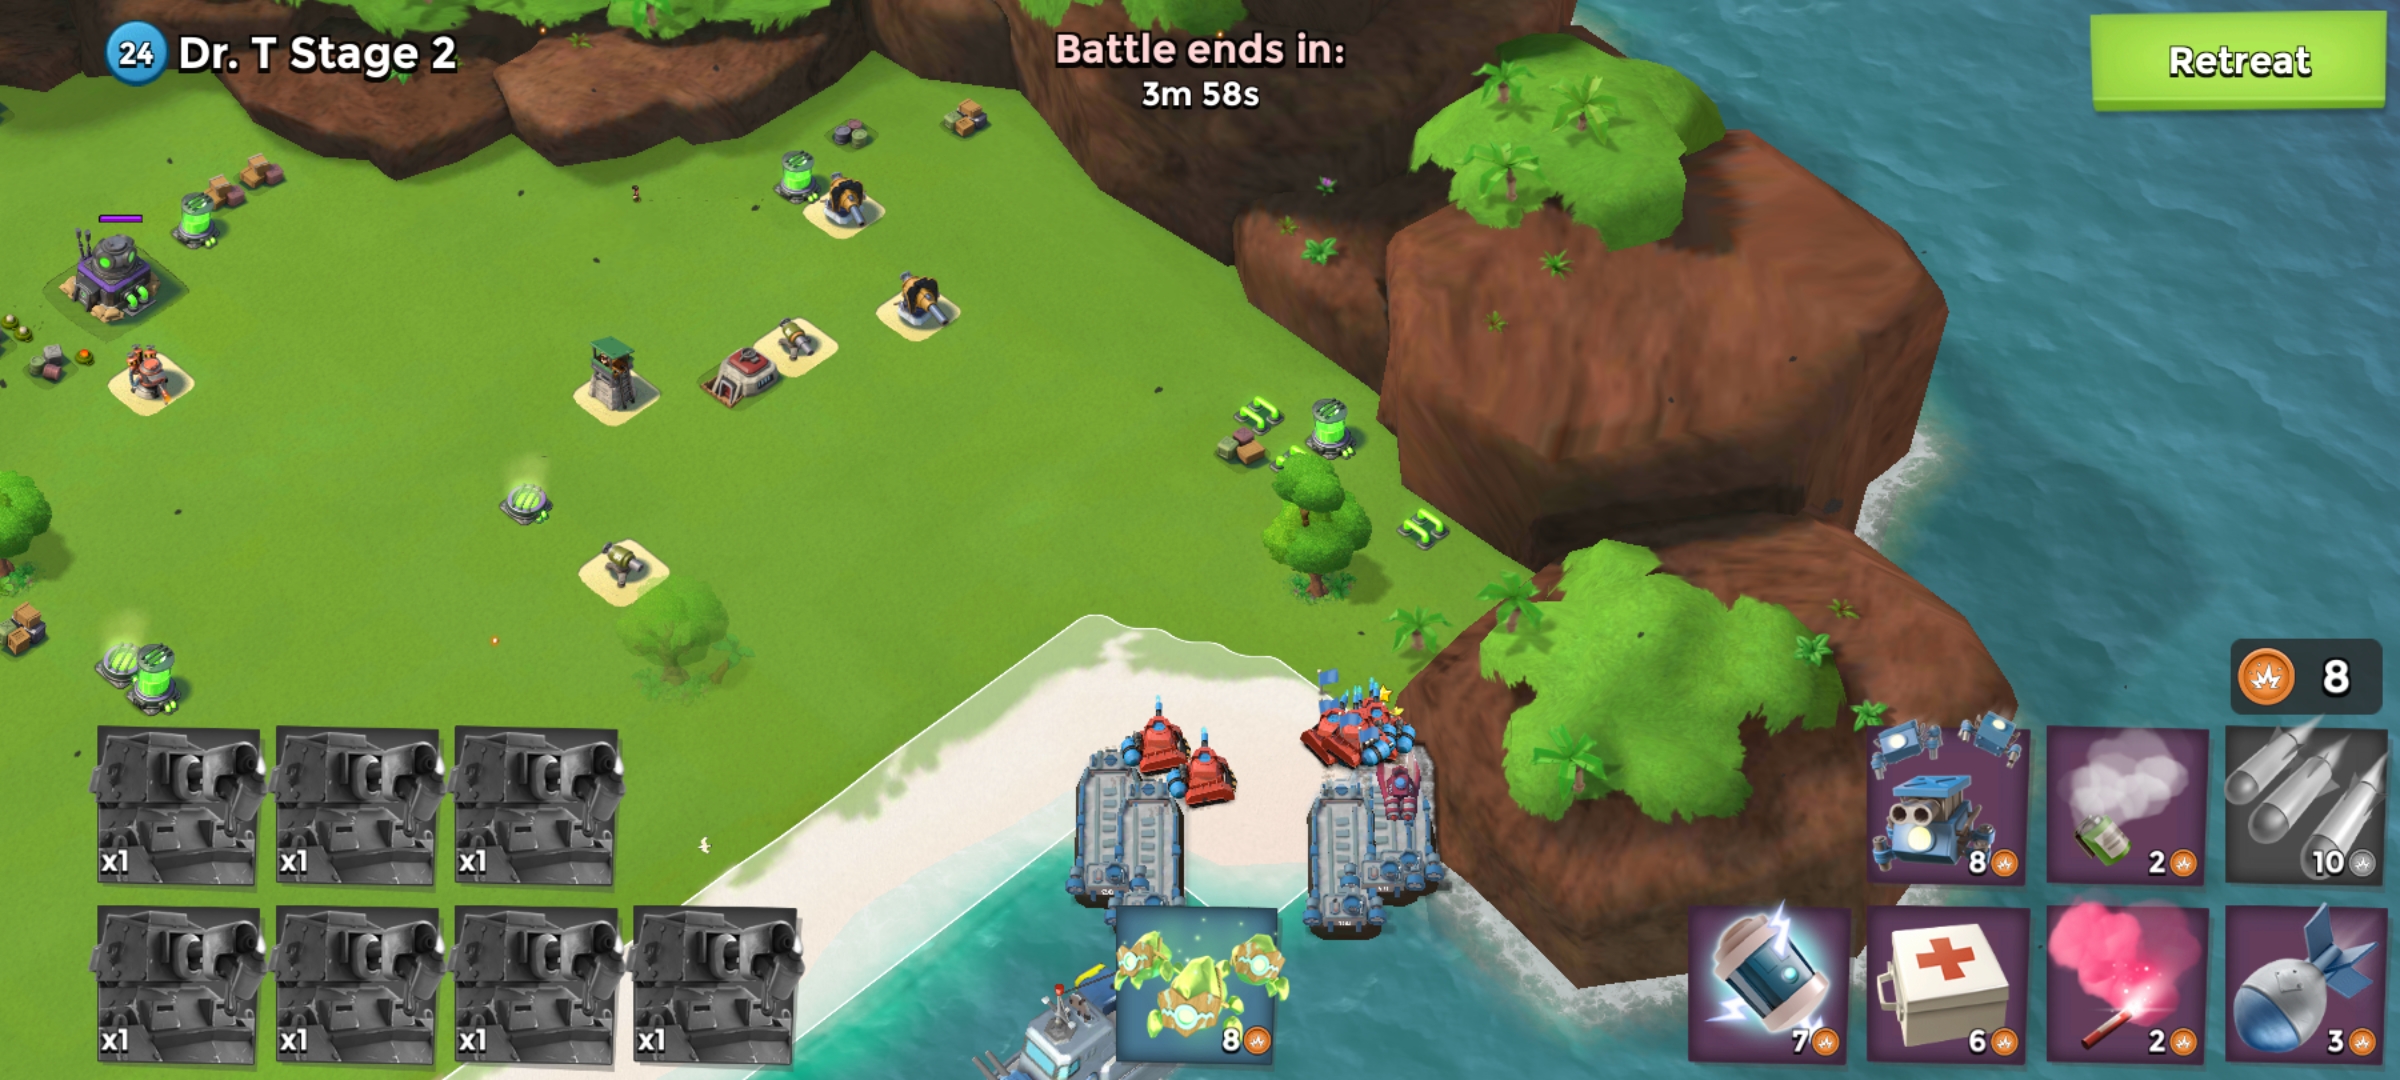 24 Dr. T Stage 2
Battle ends in:
3m 58s
Retreat
8
x1 x1 x1
8 2 10
x1 x1 x1 x1
8
7 6 2 3